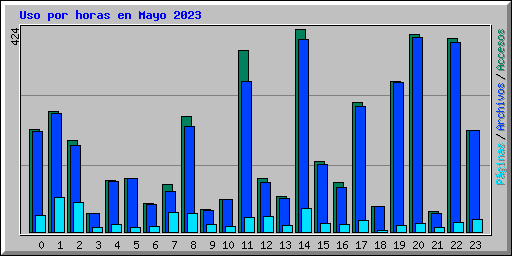 Uso por horas en Mayo 2023
424
Páginas/Archivos/Accesos
0 1 2 3 4 5 6 7 8 9 10 11 12 13 14 15 16 17 18 19 20 21 22 23